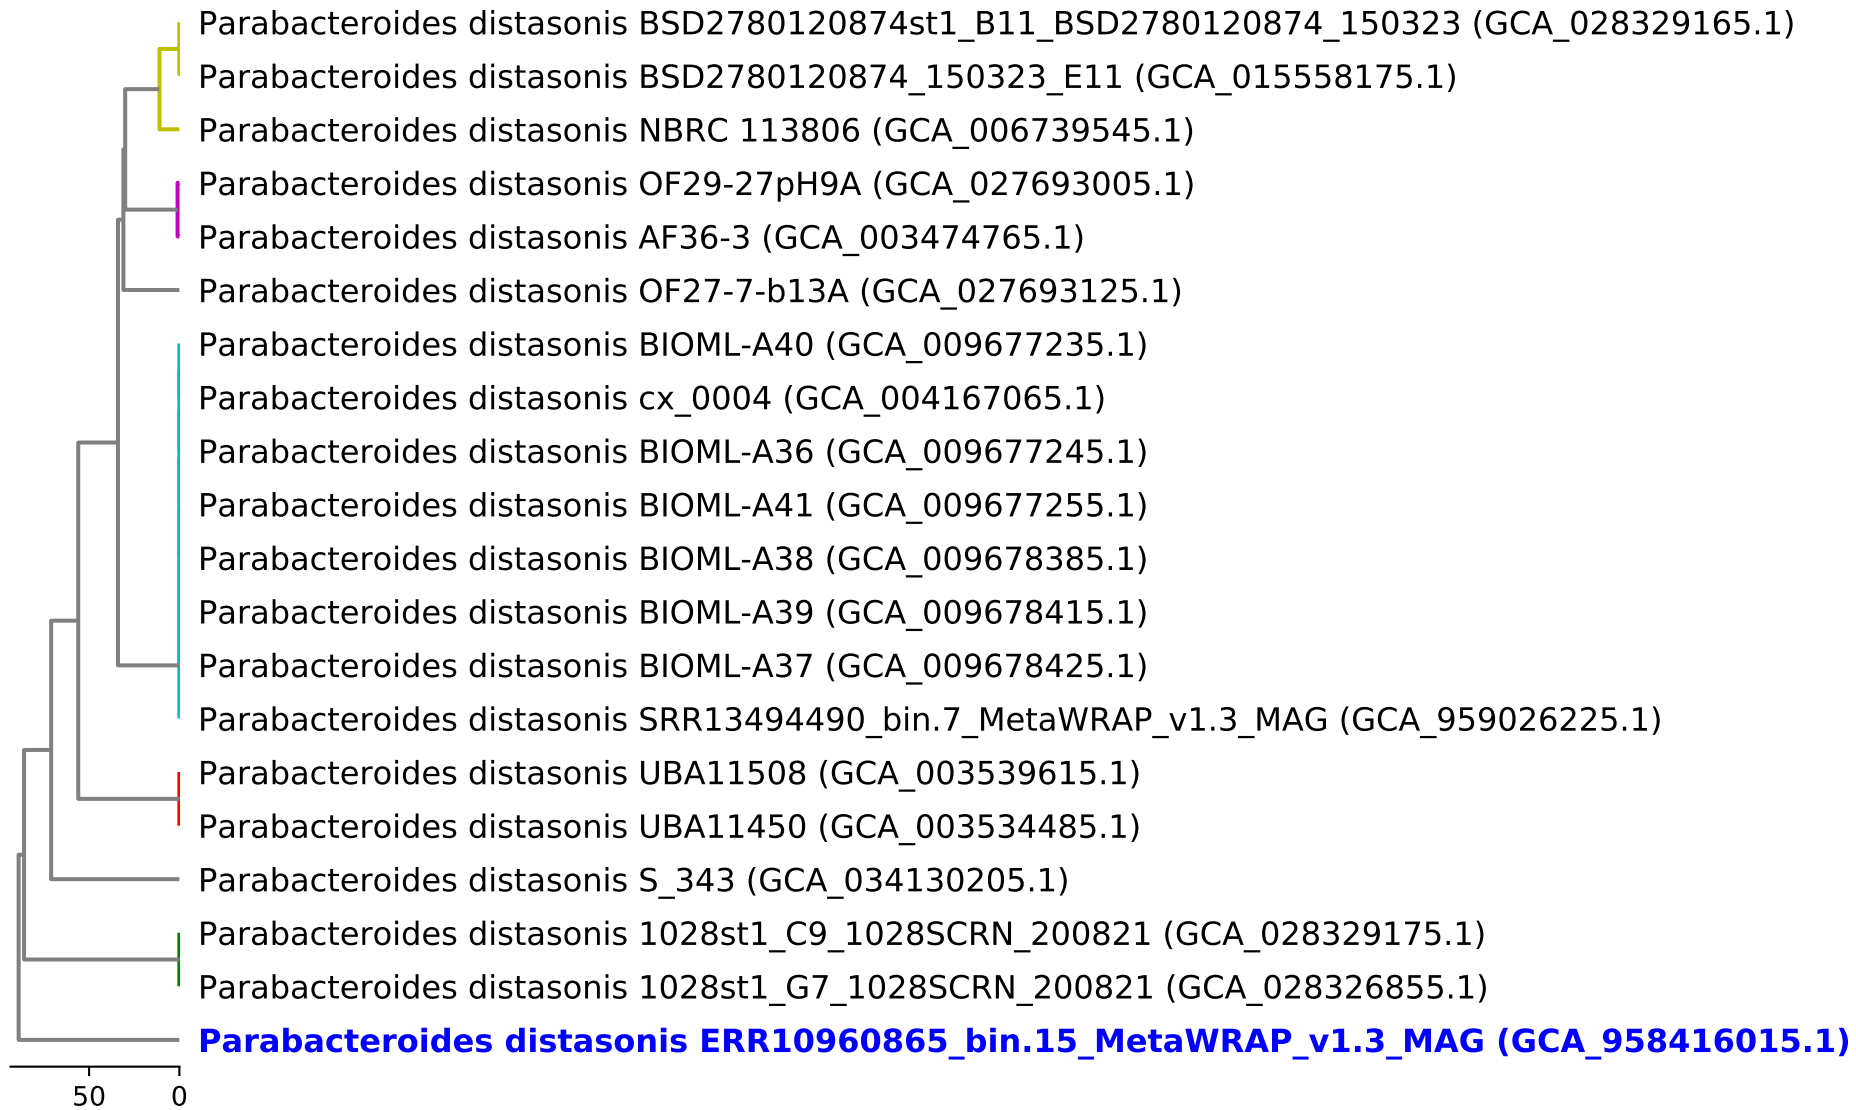 Parabacteroides distasonis BSD2780120874st1_B11_BSD2780120874_150323 (GCA_028329165.1)
Parabacteroides distasonis BSD2780120874_150323_E11 (GCA_015558175.1)
Parabacteroides distasonis NBRC 113806 (GCA_006739545.1)
Parabacteroides distasonis OF29-27pH9A (GCA_027693005.1)
Parabacteroides distasonis AF36-3 (GCA_003474765.1)
Parabacteroides distasonis OF27-7-b13A (GCA_027693125.1)
Parabacteroides distasonis BIOML-A40 (GCA_009677235.1)
Parabacteroides distasonis cx_0004 (GCA_004167065.1)
Parabacteroides distasonis BIOML-A36 (GCA_009677245.1)
Parabacteroides distasonis BIOML-A41 (GCA_009677255.1)
Parabacteroides distasonis BIOML-A38 (GCA_009678385.1)
Parabacteroides distasonis BIOML-A39 (GCA_009678415.1)
Parabacteroides distasonis BIOML-A37 (GCA_009678425.1)
Parabacteroides distasonis SRR13494490_bin.7_MetaWRAP_v1.3_MAG (GCA_959026225.1)
Parabacteroides distasonis UBA11508 (GCA_003539615.1)
Parabacteroides distasonis UBA11450 (GCA_003534485.1)
Parabacteroides distasonis S_343 (GCA_034130205.1)
Parabacteroides distasonis 1028st1_C9_1028SCRN_200821 (GCA_028329175.1)
Parabacteroides distasonis 1028st1_G7_1028SCRN_200821 (GCA_028326855.1)
Parabacteroides distasonis ERR10960865_bin.15_MetaWRAP_v1.3_MAG (GCA_958416015.1)
50 0